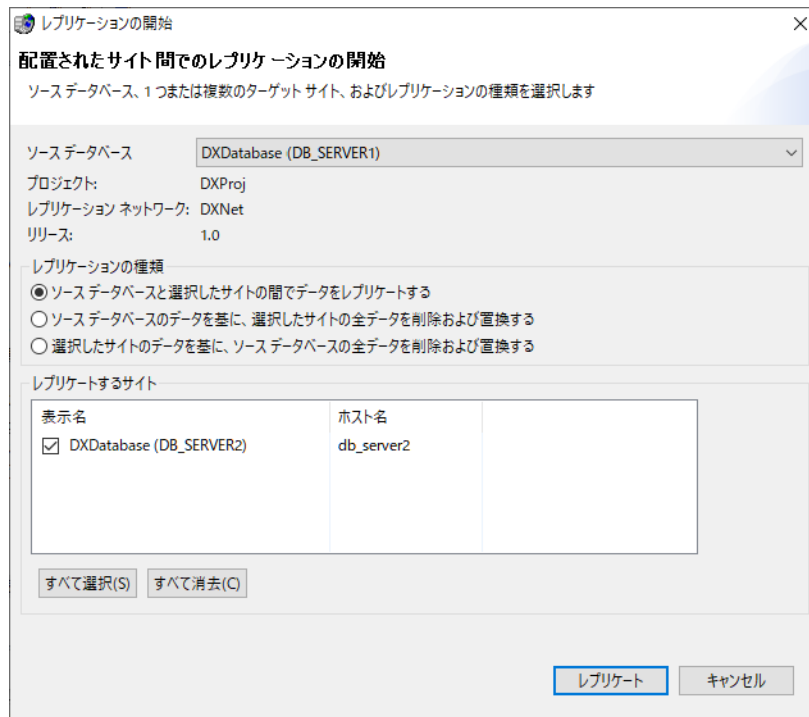 レプリケーションの開始
配置されたサイト間でのレプリケーションの開始
ソース データベース、1 つまたは複数のターゲット サイト、およびレプリケーションの種類を選択します
ソース データベース DXDatabase (DB_SERVER1)
プロジェクト: DXProj
レプリケーション ネットワーク: DXNet
リリース: 1.0
レプリケーションの種類
ソース データベースと選択したサイトの間でデータをレプリケートする
ソース データベースのデータを基に、選択したサイトの全データを削除および置換する
選択したサイトのデータを基に、ソース データベースの全データを削除および置換する
レプリケートするサイト
表示名 ホスト名
DXDatabase (DB_SERVER2) db_server2
すべて選択(S) すべて消去(C)
レプリケート キャンセル